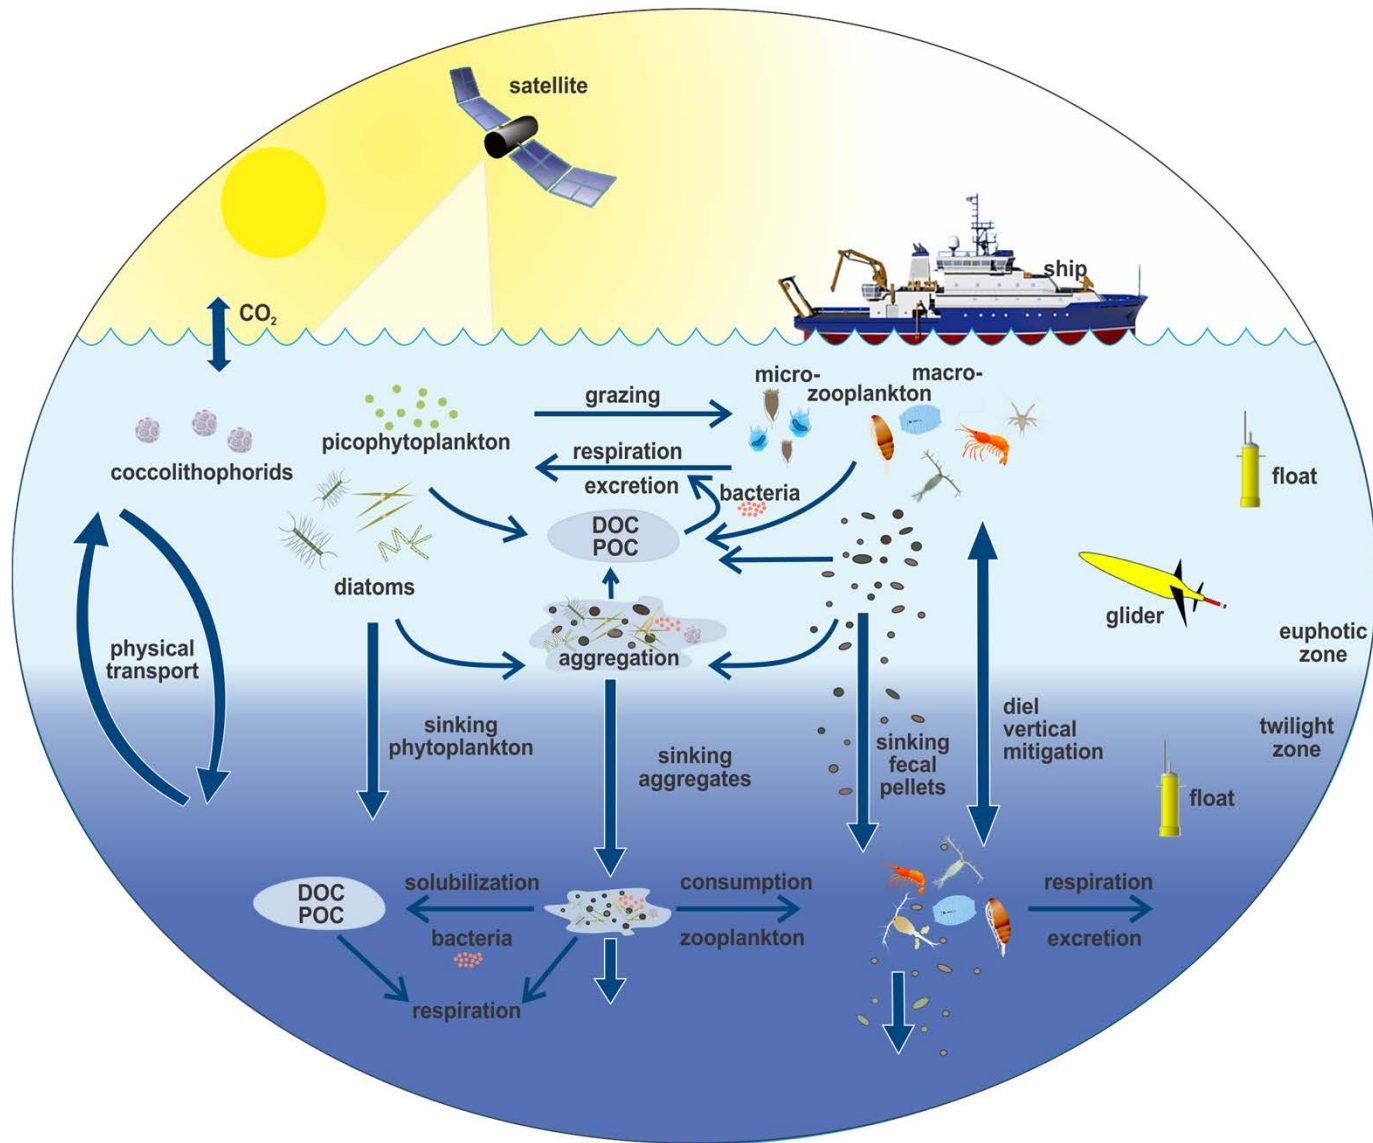 satellite
ship
CO₂
micro-
macro-
zooplankton
grazing
picophytoplankton
coccolithophorids
respiration
excretion
bacteria
float
DOC
POC
diatoms
glider
aggregation
euphotic
zone
physical
transport
sinking
phytoplankton
sinking
aggregates
sinking
fecal
pellets
diel
vertical
mitigation
twilight
zone
float
DOC
POC
solubilization
bacteria
consumption
zooplankton
respiration
excretion
respiration